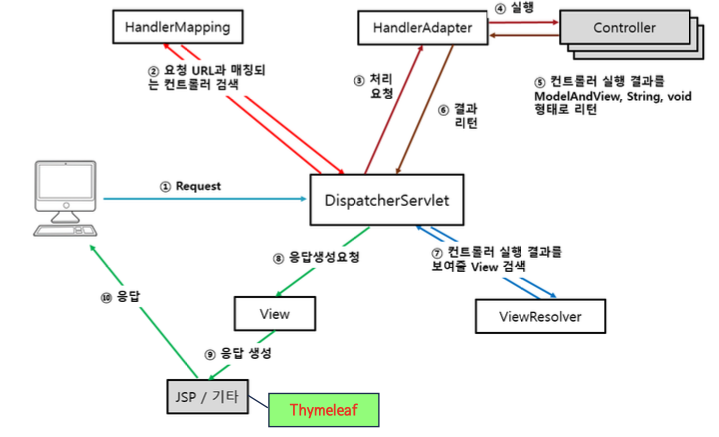 HandlerMapping
HandlerAdapter
④ 실행
Controller
② 요청 URL과 매칭되
는 컨트롤러 검색
③ 처리
요청
⑥ 결과
리턴
⑤ 컨트롤러 실행 결과를
ModelAndView, String, void
형태로 리턴
① Request
DispatcherServlet
⑧ 응답생성요청
⑦ 컨트롤러 실행 결과를
보여줄 View 검색
⑩ 응답
View
ViewResolver
⑨ 응답 생성
JSP / 기타
Thymeleaf